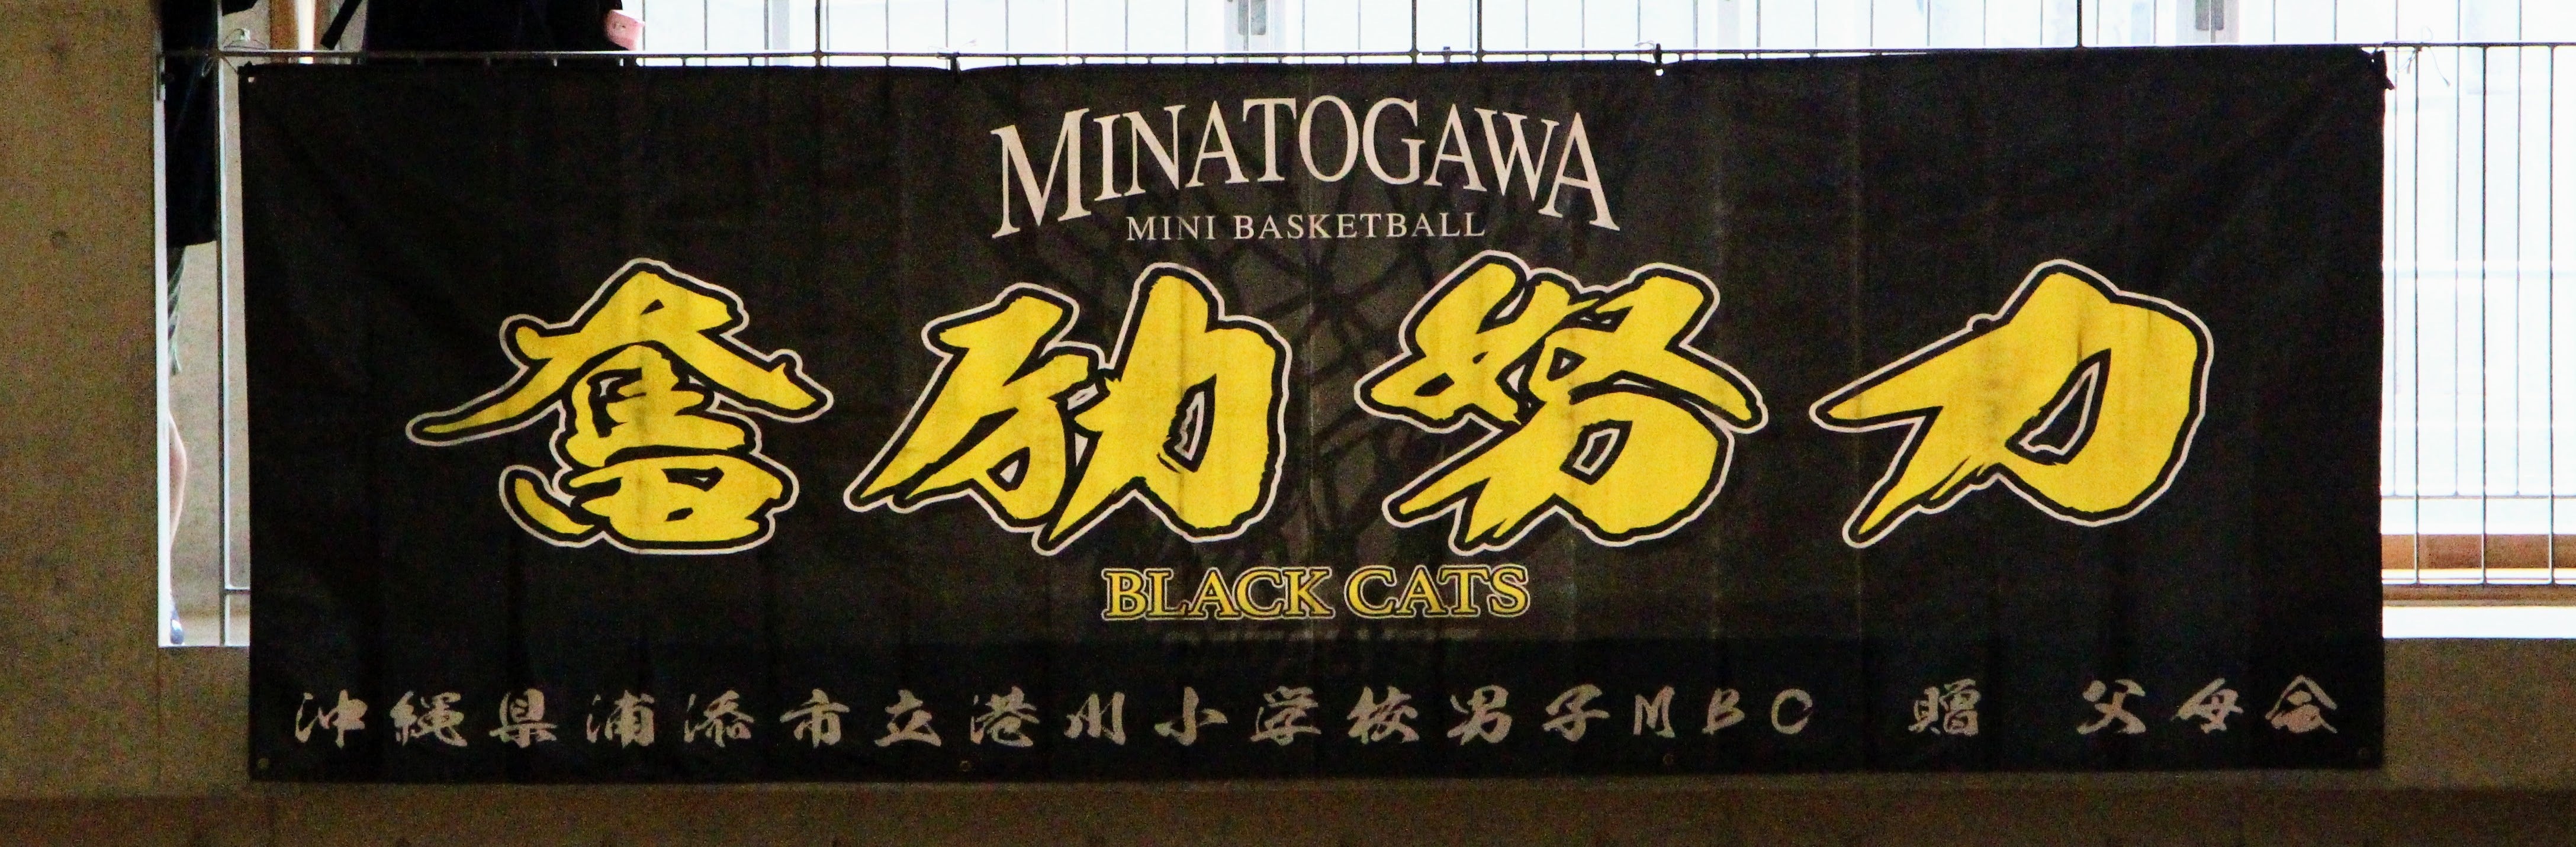 MINATOGAWA
MINI BASKETBALL
奮励努力
BLACK CATS
沖縄県浦添市立港川小学校男子MBC 贈 父母会